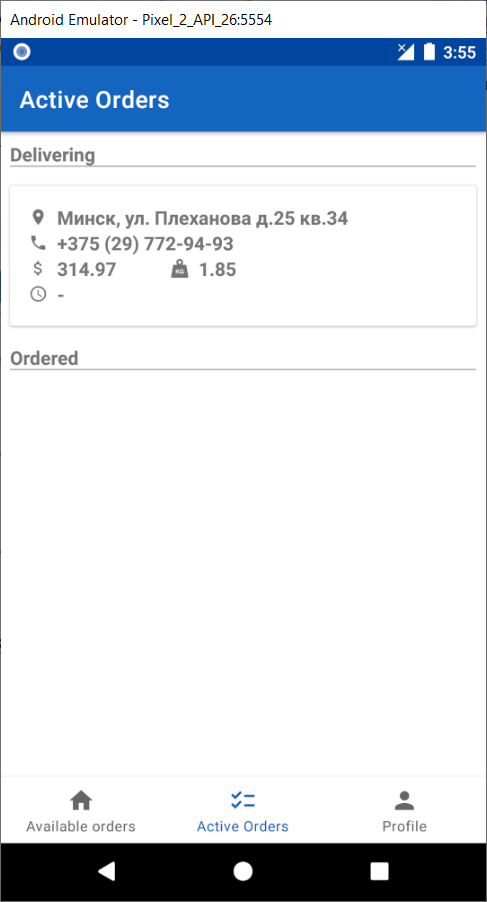 Android Emulator - Pixel_2_API_26:5554
3:55
Active Orders
Delivering
Минск, ул. Плеханова д.25 кв.34
+375 (29) 772-94-93
$ 314.97 KG 1.85
-
Ordered
Available orders Active Orders Profile